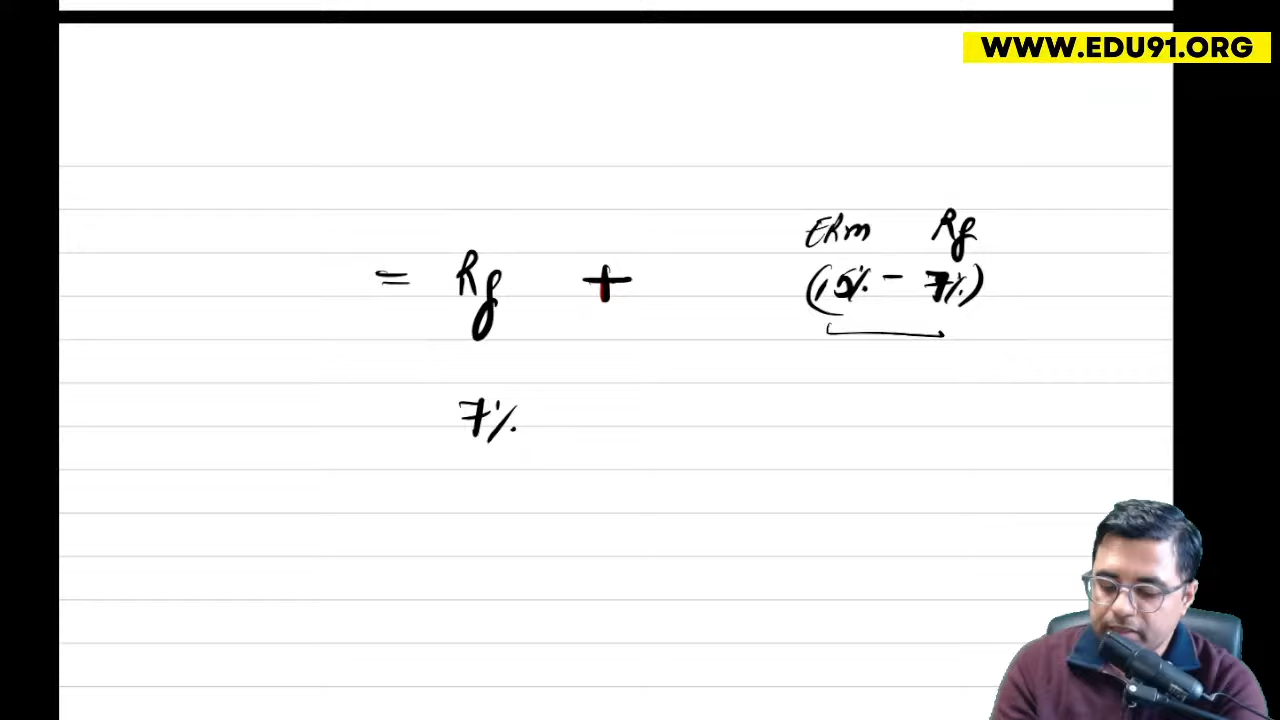 WWW.EDU91.ORG
ERm Rf
= Rf + (15% - 7%)
7%